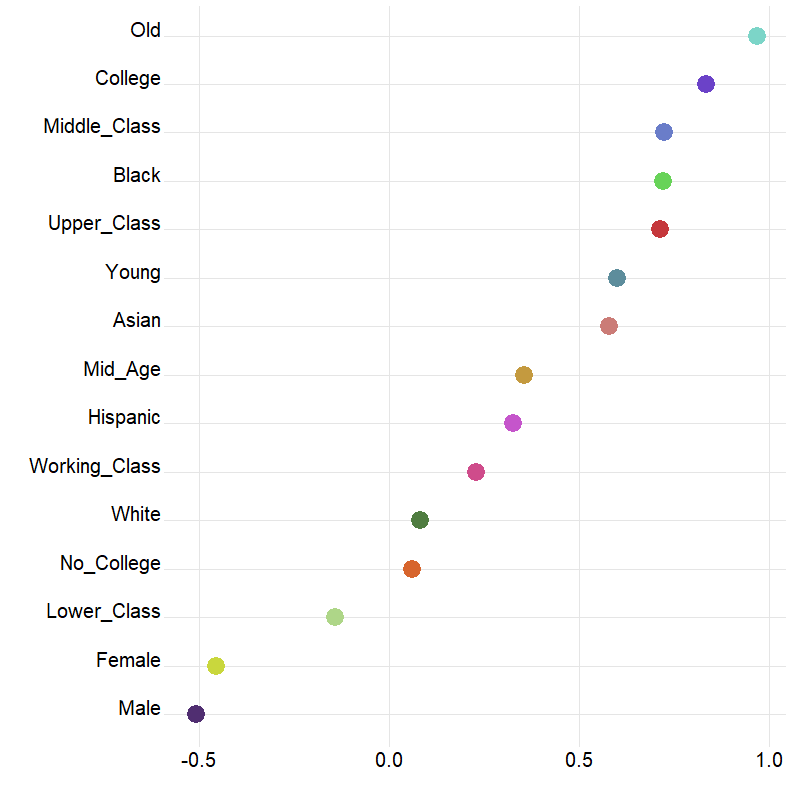 Old
College
Middle_Class
Black
Upper_Class
Young
Asian
Mid_Age
Hispanic
Working_Class
White
No_College
Lower_Class
Female
Male
-0.5 0.0 0.5 1.0